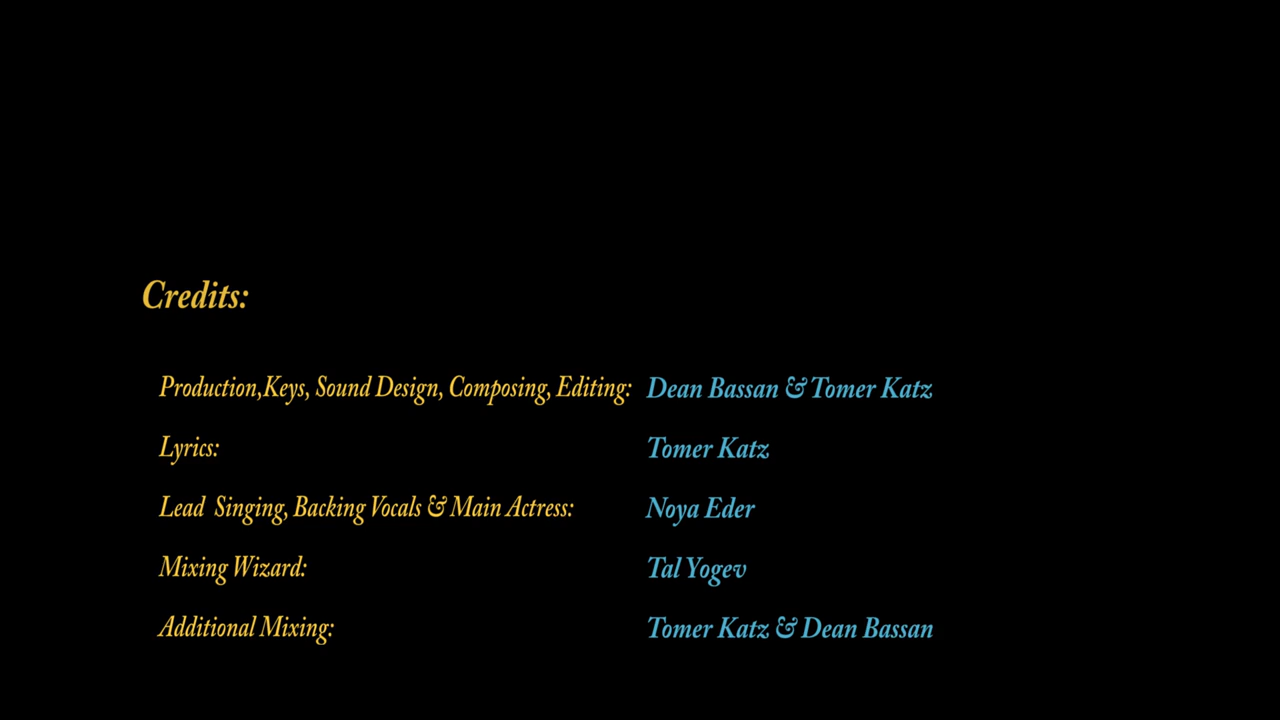 Credits:
Production,Keys, Sound Design, Composing, Editing: Dean Bassan & Tomer Katz
Lyrics: Tomer Katz
Lead  Singing, Backing Vocals & Main Actress: Noya Eder
Mixing Wizard: Tal Yogev
Additional Mixing: Tomer Katz & Dean Bassan